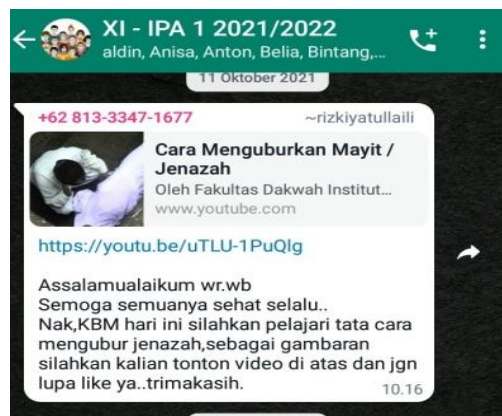 XI - IPA 1 2021/2022
aldin, Anisa, Anton, Belia, Bintang,...
11 Oktober 2021
+62 813-3347-1677 ~rizkiyatullaili
Cara Menguburkan Mayit /
Jenazah
Oleh Fakultas Dakwah Institut...
www.youtube.com
https://youtu.be/uTLU-1PuQlg
Assalamualaikum wr.wb
Semoga semuanya sehat selalu..
Nak,KBM hari ini silahkan pelajari tata cara
mengubur jenazah,sebagai gambaran
silahkan kalian tonton video di atas dan jgn
lupa like ya..trimakasih.
10.16